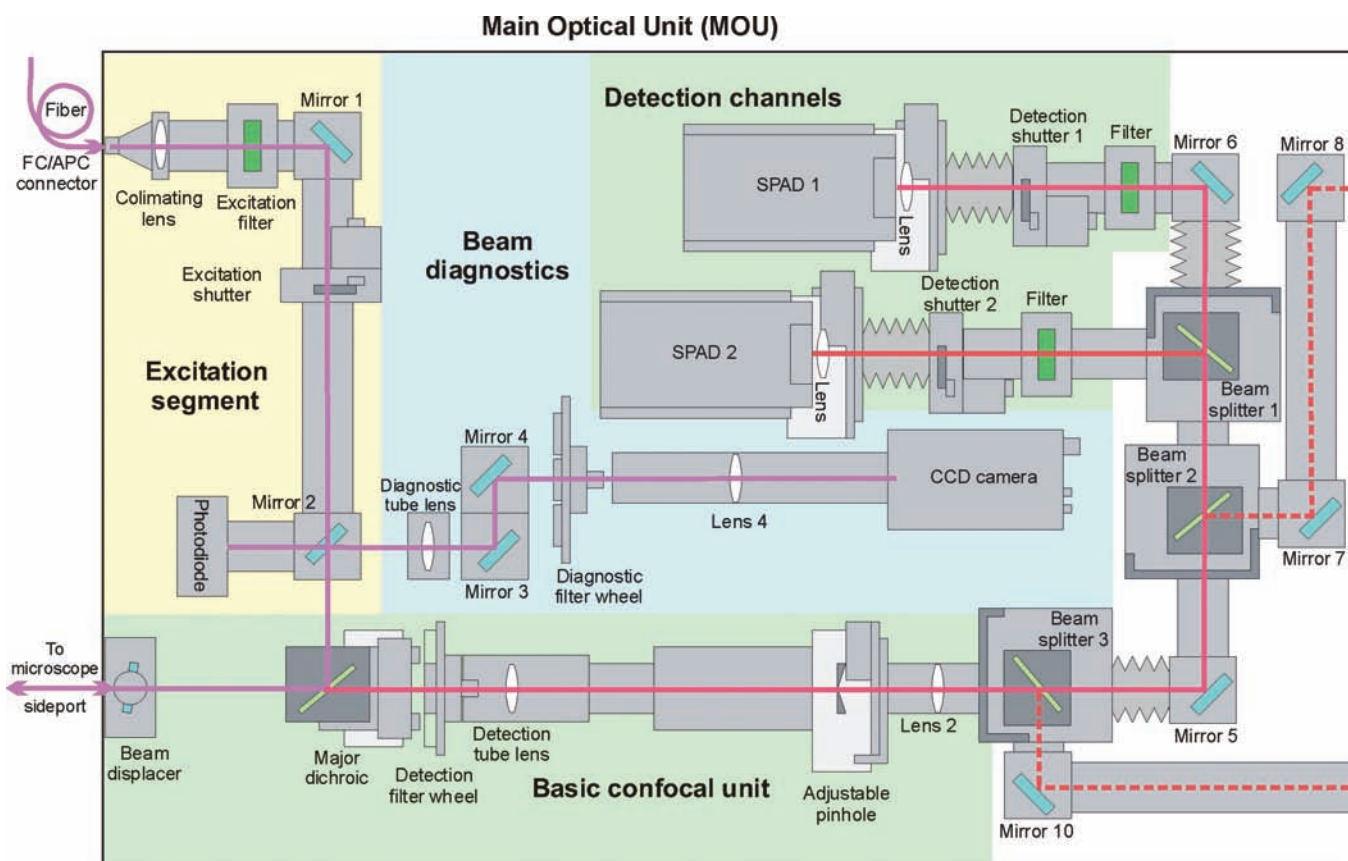 Main Optical Unit (MOU)
Fiber
FC/APC
connector
Colimating
lens
Excitation
filter
Mirror 1
Excitation
shutter
Excitation
segment
Photodiode
Mirror 2
Beam
diagnostics
Diagnostic
tube lens
Mirror 4
Mirror 3
Diagnostic
filter wheel
Lens 4
CCD camera
Detection channels
SPAD 1
Lens
Detection
shutter 1
Filter
Mirror 6
Mirror 8
SPAD 2
Lens
Detection
shutter 2
Filter
Beam
splitter 1
Beam
splitter 2
Mirror 7
Beam
splitter 3
Mirror 5
To
microscope
sideport
Beam
displacer
Major
dichroic
Detection
filter wheel
Detection
tube lens
Basic confocal unit
Adjustable
pinhole
Lens 2
Mirror 10